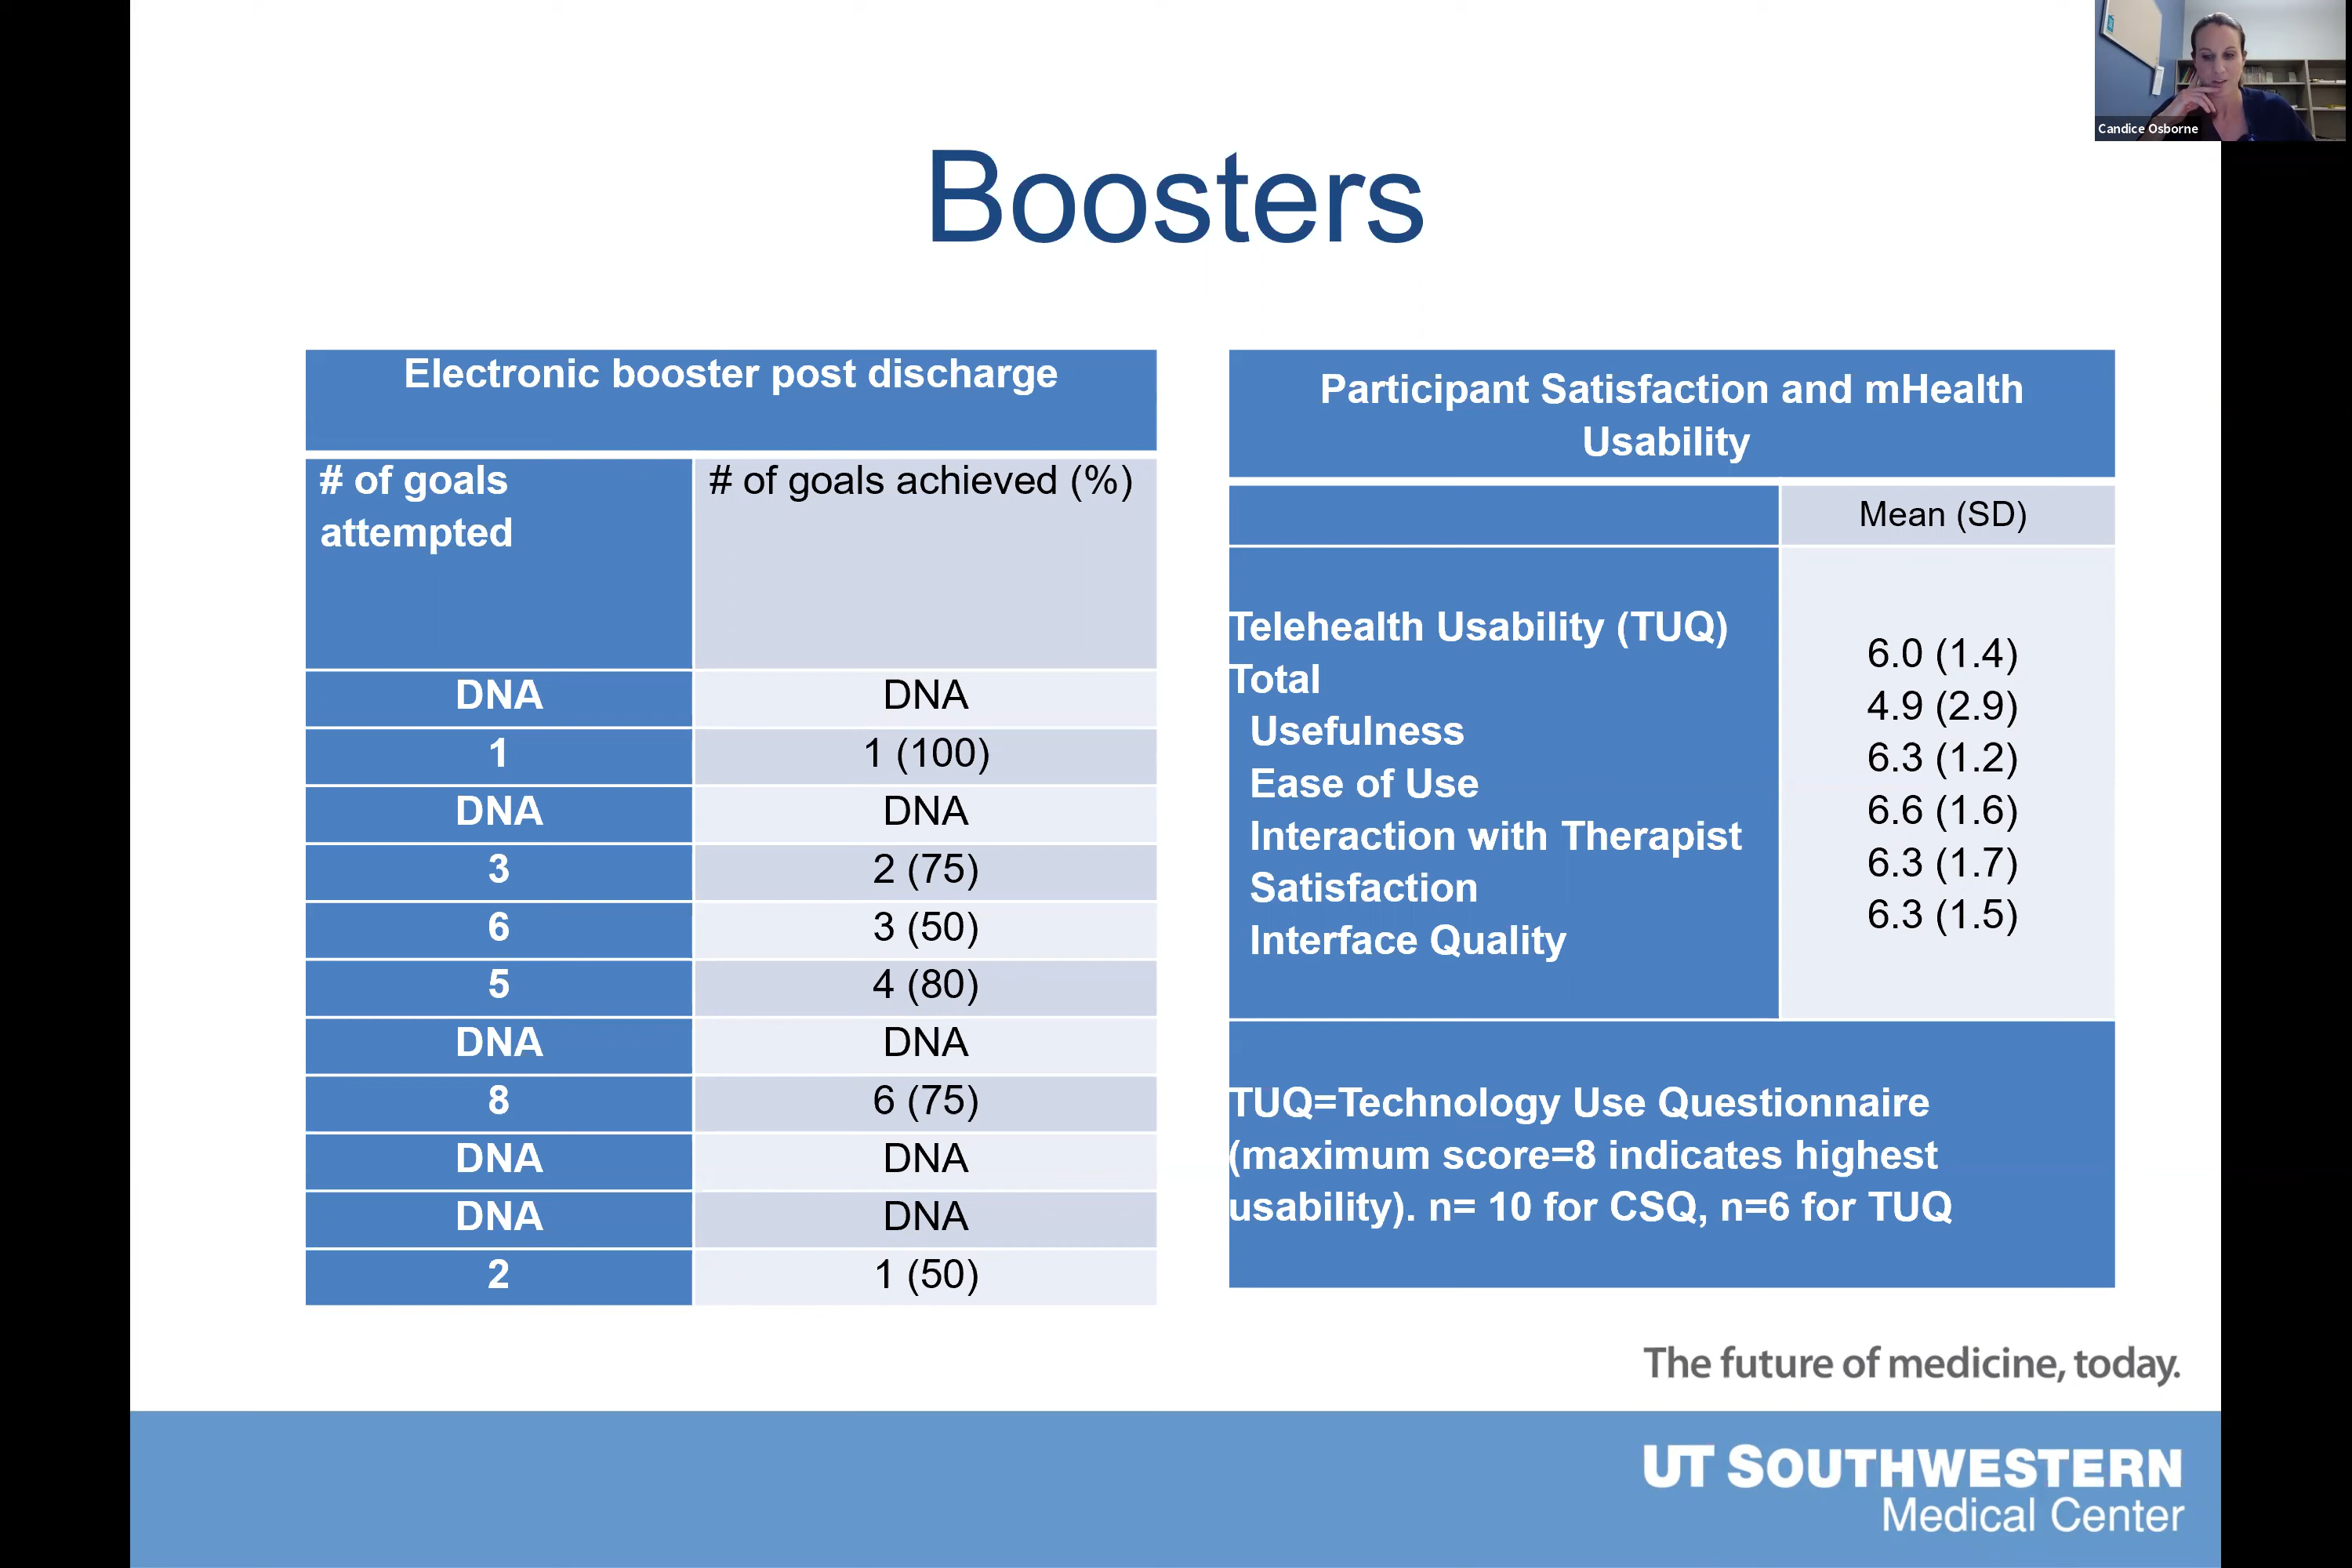 Candice Osborne
Boosters
Electronic booster post discharge
# of goals
attempted
# of goals achieved (%)
DNA DNA
1 1 (100)
DNA DNA
3 2 (75)
6 3 (50)
5 4 (80)
DNA DNA
8 6 (75)
DNA DNA
DNA DNA
2 1 (50)
Participant Satisfaction and mHealth
Usability
Mean (SD)
Telehealth Usability (TUQ)
Total
Usefulness
Ease of Use
Interaction with Therapist
Satisfaction
Interface Quality
6.0 (1.4)
4.9 (2.9)
6.3 (1.2)
6.6 (1.6)
6.3 (1.7)
6.3 (1.5)
TUQ=Technology Use Questionnaire
(maximum score=8 indicates highest
usability). n= 10 for CSQ, n=6 for TUQ
The future of medicine, today.
UT SOUTHWESTERN
Medical Center